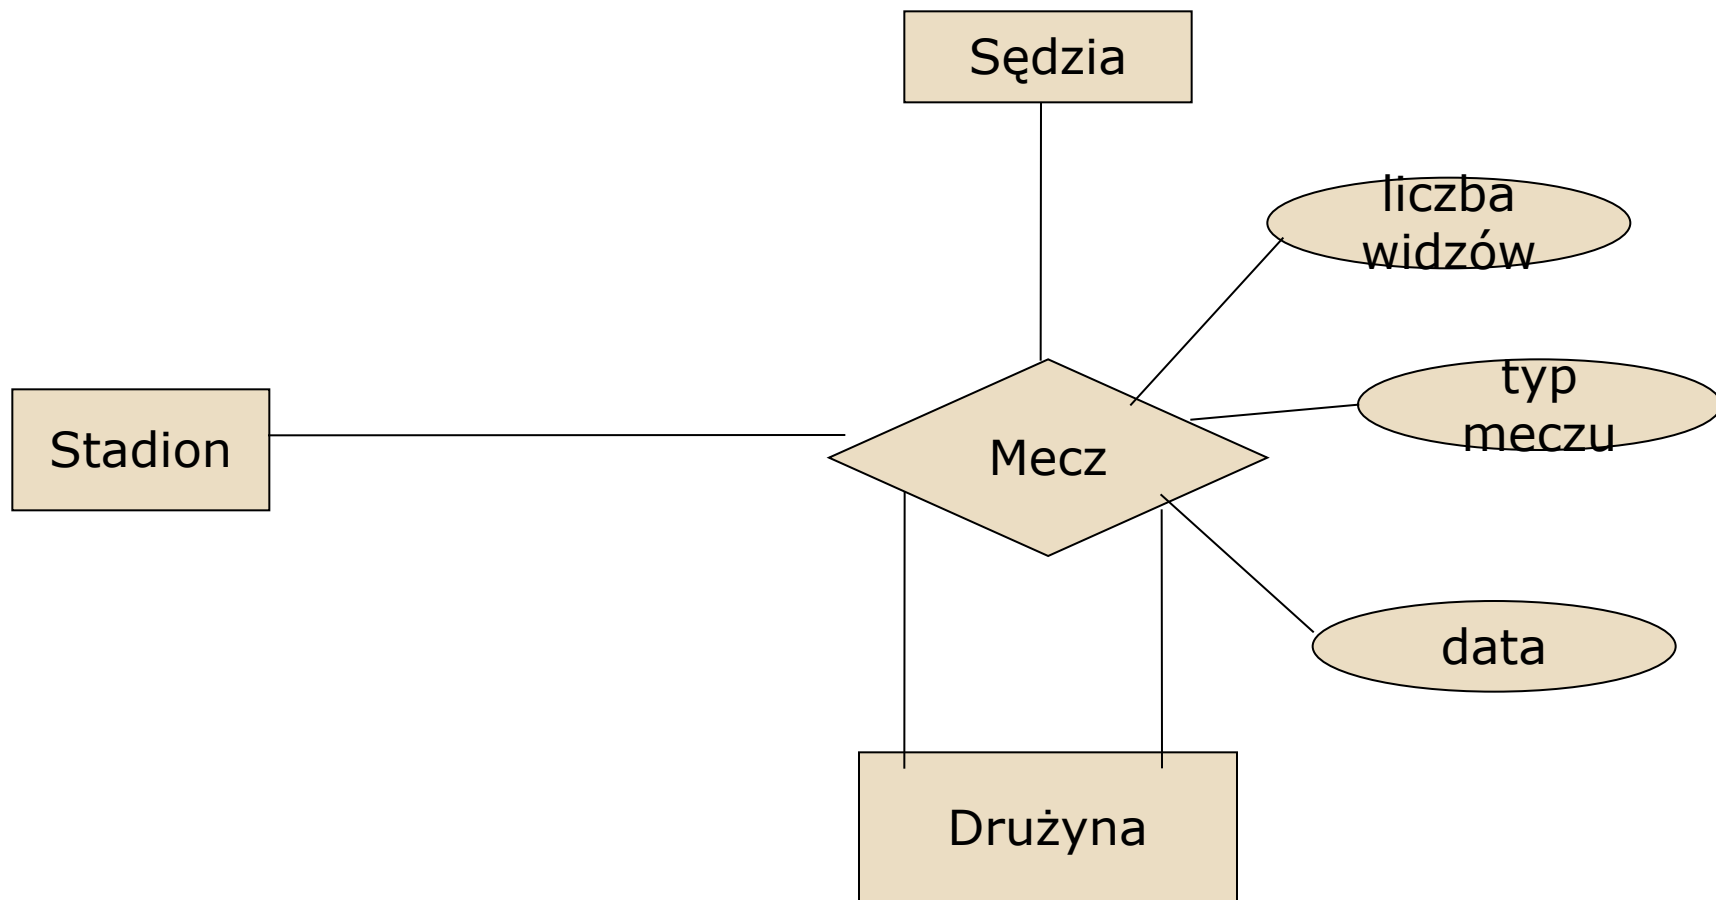 Sędzia
liczba
widzów
typ
meczu
Stadion
Mecz
data
Drużyna